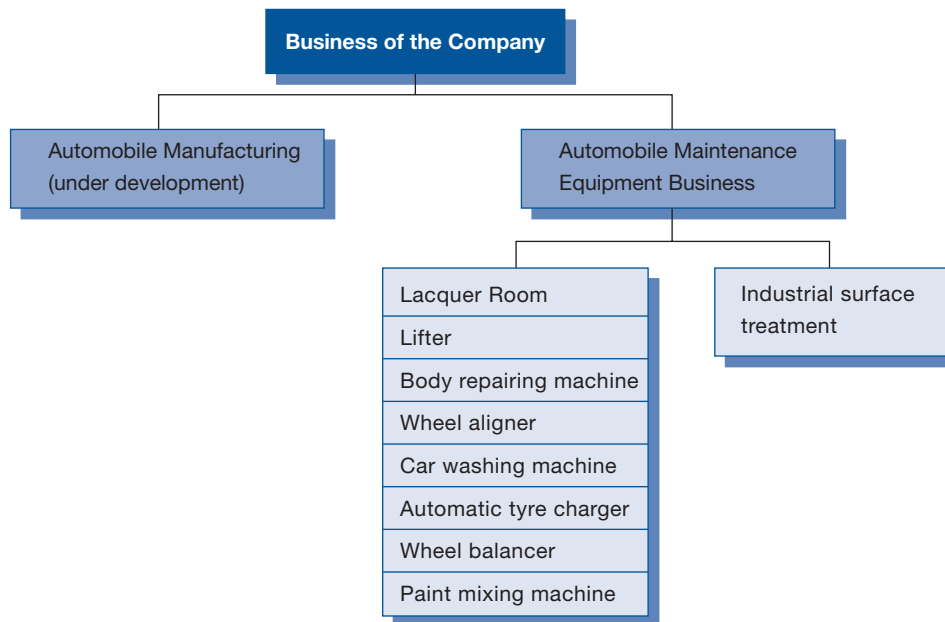 Business of the Company
Automobile Manufacturing
(under development)
Automobile Maintenance
Equipment Business
Lacquer Room
Lifter
Body repairing machine
Wheel aligner
Car washing machine
Automatic tyre charger
Wheel balancer
Paint mixing machine
Industrial surface
treatment